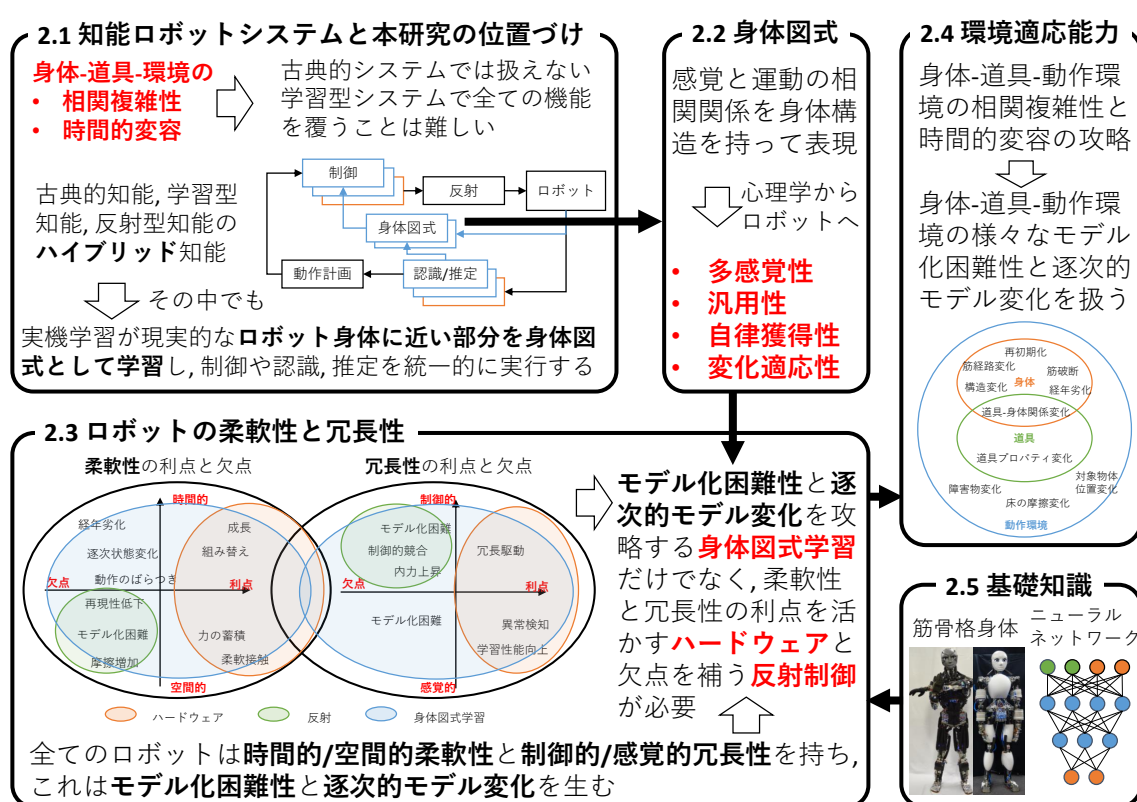 2.1 知能ロボットシステムと本研究の位置づけ
身体-道具-環境の
• 相関複雑性
• 時間的変容
古典的システムでは扱えない
学習型システムで全ての機能
を覆うことは難しい
古典的知能, 学習型
知能, 反射型知能の
ハイブリッド知能
制御
反射
ロボット
身体図式
動作計画
認識/推定
その中でも
実機学習が現実的なロボット身体に近い部分を身体図
式として学習し, 制御や認識, 推定を統一的に実行する
2.2 身体図式
感覚と運動の相
関関係を身体構
造を持って表現
心理学から
ロボットへ
• 多感覚性
• 汎用性
• 自律獲得性
• 変化適応性
2.3 ロボットの柔軟性と冗長性
柔軟性の利点と欠点
時間的
経年劣化
成長
逐次状態変化
組み替え
動作のばらつき
欠点
利点
再現性低下
モデル化困難
力の蓄積
摩擦増加
柔軟接触
空間的
冗長性の利点と欠点
制御的
モデル化困難
制御的競合
冗長駆動
内力上昇
欠点
利点
モデル化困難
異常検知
学習性能向上
感覚的
ハードウェア
反射
身体図式学習
モデル化困難性と逐
次的モデル変化を攻
略する身体図式学習
だけでなく, 柔軟性
と冗長性の利点を活
かすハードウェアと
欠点を補う反射制御
が必要
全てのロボットは時間的/空間的柔軟性と制御的/感覚的冗長性を持ち,
これはモデル化困難性と逐次的モデル変化を生む
2.4 環境適応能力
身体-道具-動作環
境の相関複雑性と
時間的変容の攻略
身体-道具-動作環
境の様々なモデル
化困難性と逐次的
モデル変化を扱う
再初期化
筋経路変化
筋破断
構造変化
身体
経年劣化
道具-身体関係変化
道具
道具プロパティ変化
障害物変化
対象物体
位置変化
床の摩擦変化
動作環境
2.5 基礎知識
筋骨格身体
ニューラル
ネットワーク